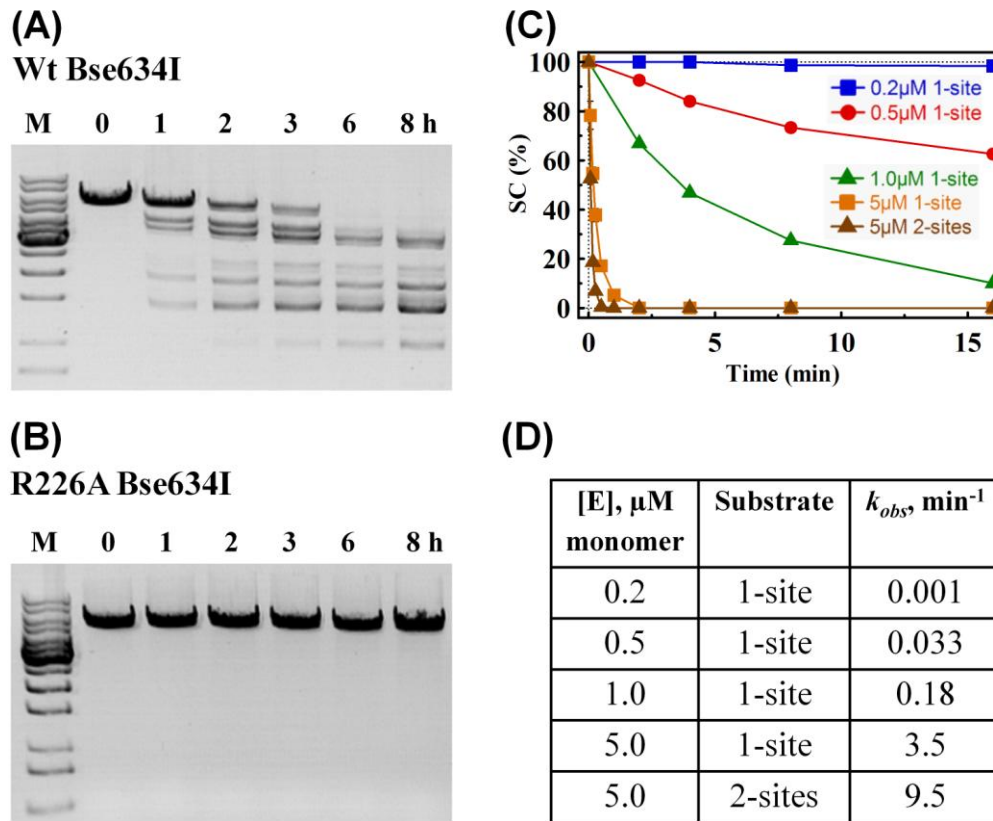 (A)
Wt Bse634I
M 0 1 2 3 6 8 h
(B)
R226A Bse634I
M 0 1 2 3 6 8 h
(C)
SC (%)
100
80
60
40
20
0
0.2µM 1-site
0.5µM 1-site
1.0µM 1-site
5µM 1-site
5µM 2-sites
0 5 10 15
Time (min)
(D)
[E], µM monomer Substrate kobs, min-1
0.2 1-site 0.001
0.5 1-site 0.033
1.0 1-site 0.18
5.0 1-site 3.5
5.0 2-sites 9.5